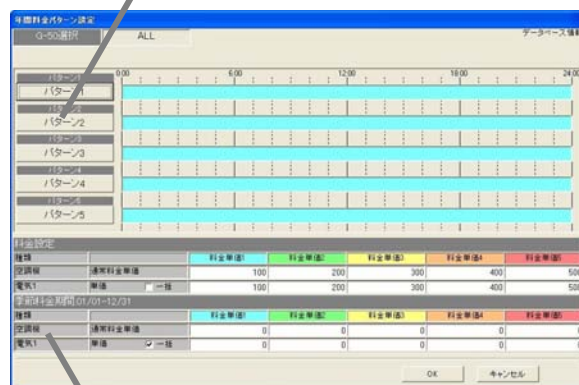 年間料金パターン設定
G-50選択 ALL データベース情報
0:00 6:00 12:00 18:00 24:00
パターン1
パターン1
パターン2
パターン2
パターン3
パターン3
パターン4
パターン4
パターン5
パターン5
料金設定
種類 料金単価1 料金単価2 料金単価3 料金単価4 料金単価5
空調機 通常料金単価 100 200 300 400 500
電気1 単価 一括 100 200 300 400 500
季節料金期間 01/01-12/31
種類 料金単価1 料金単価2 料金単価3 料金単価4 料金単価5
空調機 通常料金単価 0 0 0 0 0
電気1 単価 一括 0 0 0 0 0
OK キャンセル